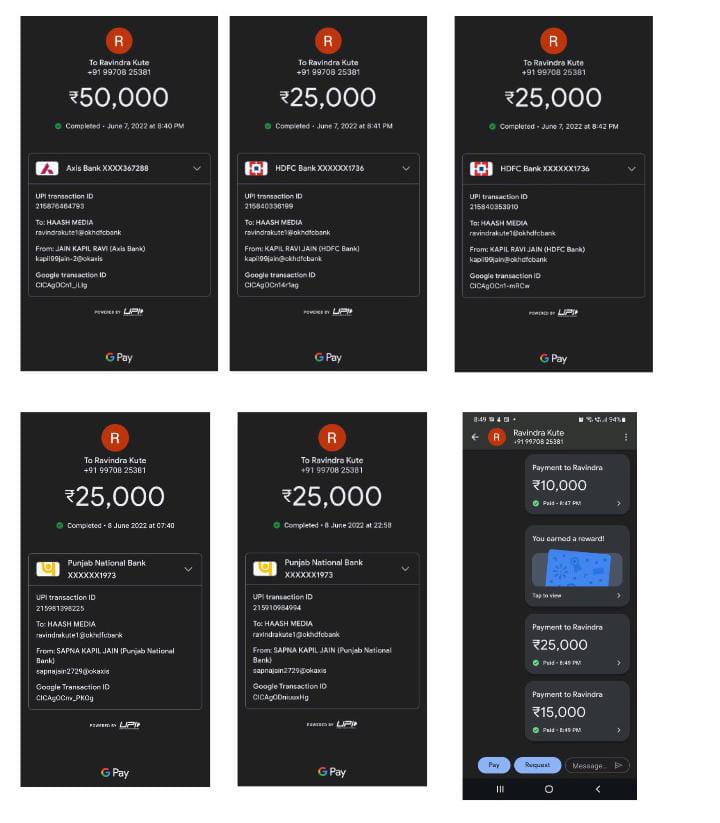 R
To Ravindra Kute
+91 99708 25381
₹50,000
Completed • June 7, 2022 at 8:40 PM
Axis Bank XXXX367288
UPI transaction ID
215876464793
To: HAASH MEDIA
ravindrakute1@okhdfcbank
From: JAIN KAPIL RAVI (Axis Bank)
kapil99jain-2@okaxis
Google transaction ID
CICAgOCn1_iLIg
POWERED BY UPI
G Pay
R
To Ravindra Kute
+91 99708 25381
₹25,000
Completed • June 7, 2022 at 8:41 PM
HDFC Bank XXXXXX1736
UPI transaction ID
215840336199
To: HAASH MEDIA
ravindrakute1@okhdfcbank
From: KAPIL RAVI JAIN (HDFC Bank)
kapil99jain@okhdfcbank
Google transaction ID
CICAgOCn14r1ag
POWERED BY UPI
G Pay
R
To Ravindra Kute
+91 99708 25381
₹25,000
Completed • June 7, 2022 at 8:42 PM
HDFC Bank XXXXXX1736
UPI transaction ID
215840353910
To: HAASH MEDIA
ravindrakute1@okhdfcbank
From: KAPIL RAVI JAIN (HDFC Bank)
kapil99jain@okhdfcbank
Google transaction ID
CICAgOCn1-mRCw
POWERED BY UPI
G Pay
R
To Ravindra Kute
+91 99708 25381
₹25,000
Completed • 8 June 2022 at 07:40
Punjab National Bank
XXXXXX1973
UPI transaction ID
215981398225
To: HAASH MEDIA
ravindrakute1@okhdfcbank
From: SAPNA KAPIL JAIN (Punjab National
Bank)
sapnajain2729@okaxis
Google Transaction ID
CICAgOCnv_PKOg
POWERED BY UPI
G Pay
R
To Ravindra Kute
+91 99708 25381
₹25,000
Completed • 8 June 2022 at 22:58
Punjab National Bank
XXXXXX1973
UPI transaction ID
215910984994
To: HAASH MEDIA
ravindrakute1@okhdfcbank
From: SAPNA KAPIL JAIN (Punjab National
Bank)
sapnajain2729@okaxis
Google Transaction ID
CICAgODniuuxHg
POWERED BY UPI
G Pay
8:49
94%
R
Ravindra Kute
+91 99708 25381
Payment to Ravindra
₹10,000
Paid • 8:47 PM
You earned a reward!
Tap to view
Payment to Ravindra
₹25,000
Paid • 8:49 PM
Payment to Ravindra
₹15,000
Paid • 8:49 PM
Pay
Request
Message...